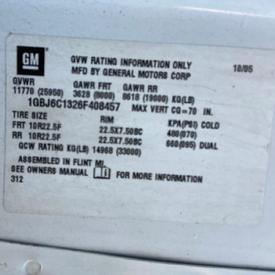 GM
GVW RATING INFORMATION ONLY
MFD BY GENERAL MOTORS CORP
10/05
GVWR GAWR FRT GAWR RR
11770 (25950) 3628 (8000) 8618 (19000) KG(LB)
1GBJ6C1326F408457 MAX VERT CG=70 IN.
TIRE SIZE RIM KPA(PSI) COLD
FRT 10R22.5F 22.5X7.50BC 480(070)
RR 10R22.5F 22.5X7.50BC 660(095) DUAL
GCW RATING KG(LB) 14968 (33000)
ASSEMBLED IN FLINT MI.
SEE OWNERS MANUAL FOR MORE INFORMATION
312